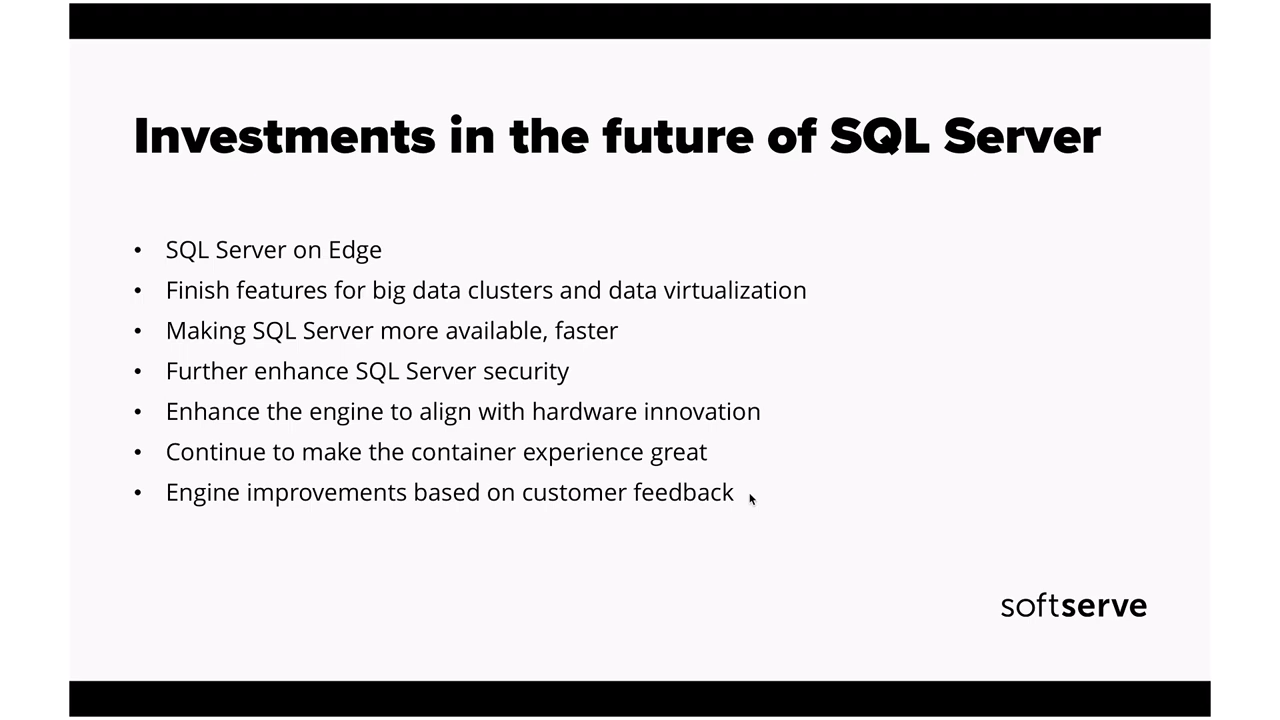 Investments in the future of SQL Server
• SQL Server on Edge
• Finish features for big data clusters and data virtualization
• Making SQL Server more available, faster
• Further enhance SQL Server security
• Enhance the engine to align with hardware innovation
• Continue to make the container experience great
• Engine improvements based on customer feedback
softserve